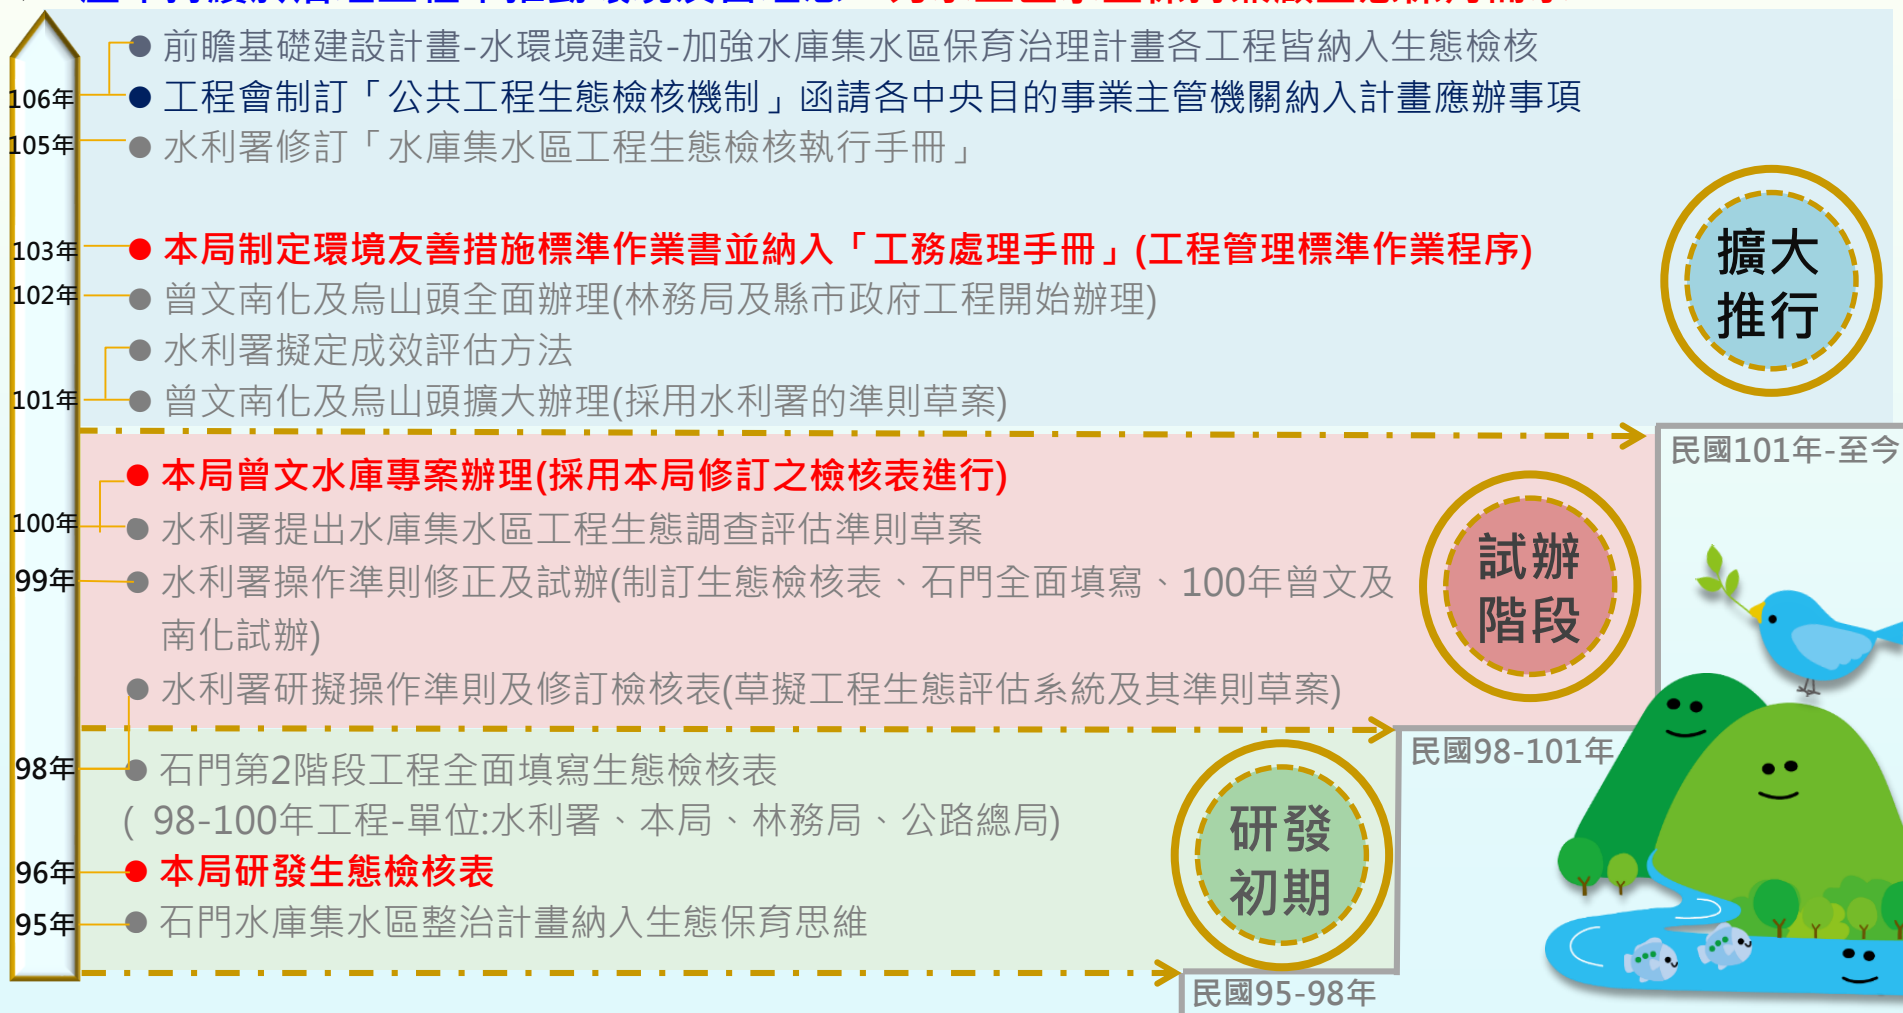 前瞻基礎建設計畫-水環境建設-加強水庫集水區保育治理計畫各工程皆納入生態檢核
106年
工程會制訂「公共工程生態檢核機制」函請各中央目的事業主管機關納入計畫應辦事項
105年
水利署修訂「水庫集水區工程生態檢核執行手冊」
103年
本局制定環境友善措施標準作業書並納入「工務處理手冊」(工程管理標準作業程序)
102年
曾文南化及烏山頭全面辦理(林務局及縣市政府工程開始辦理)
水利署擬定成效評估方法
101年
曾文南化及烏山頭擴大辦理(採用水利署的準則草案)
擴大
推行
民國101年-至今
本局曾文水庫專案辦理(採用本局修訂之檢核表進行)
100年
水利署提出水庫集水區工程生態調查評估準則草案
99年
水利署操作準則修正及試辦(制訂生態檢核表、石門全面填寫、100年曾文及
南化試辦)
水利署研擬操作準則及修訂檢核表(草擬工程生態評估系統及其準則草案)
試辦
階段
民國98-101年
98年
石門第2階段工程全面填寫生態檢核表
( 98-100年工程-單位:水利署、本局、林務局、公路總局)
96年
本局研發生態檢核表
95年
石門水庫集水區整治計畫納入生態保育思維
研發
初期
民國95-98年